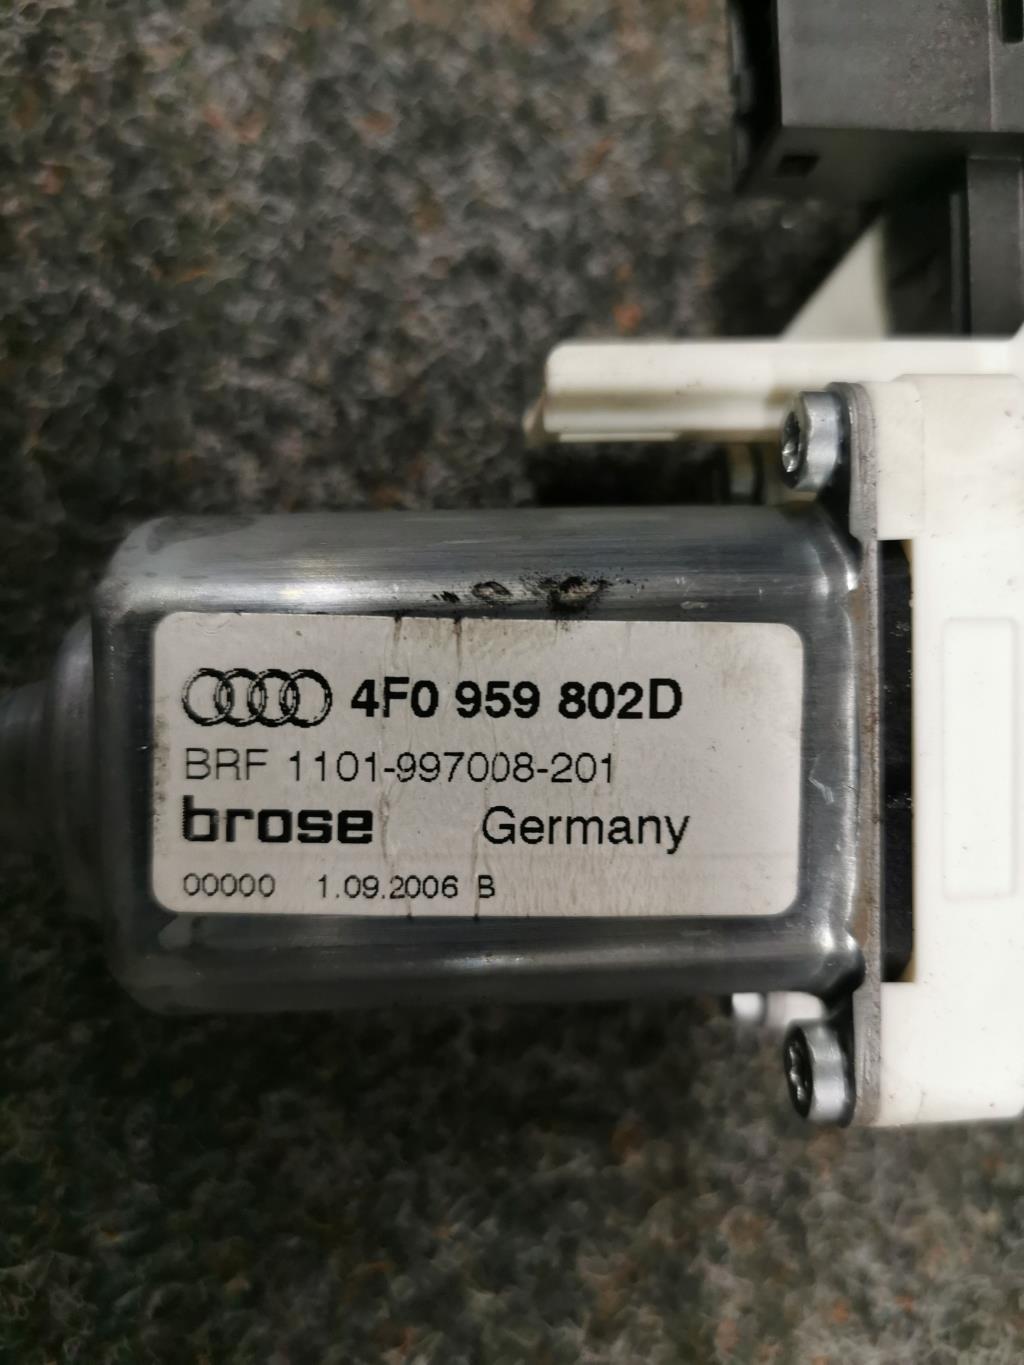 4F0 959 802D
BRF 1101-997008-201
brose Germany
00000 1.09.2006 B